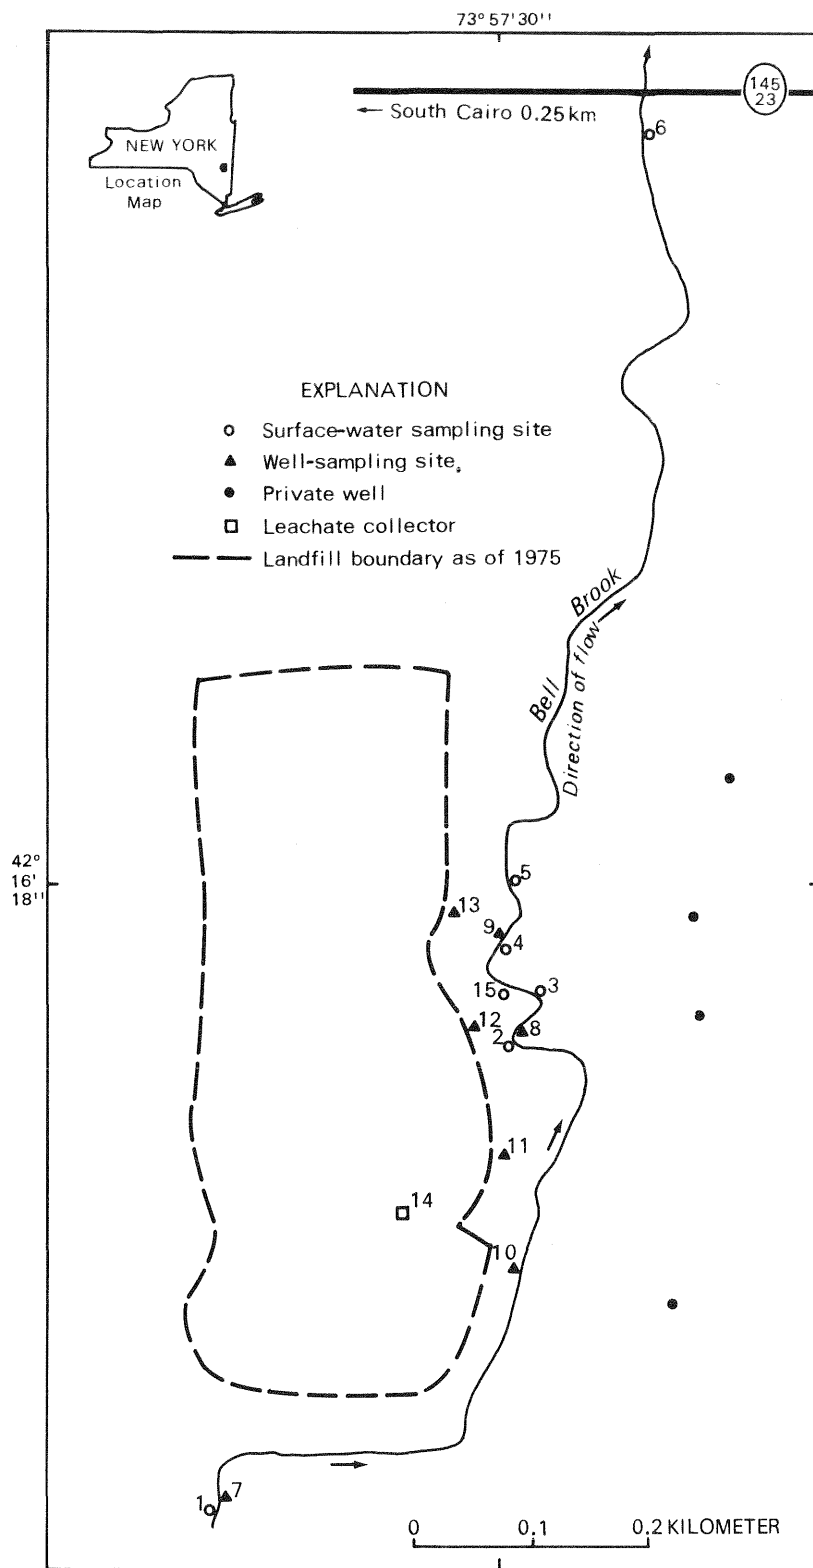 73° 57'30''
145
23
← South Cairo 0.25 km
6
NEW YORK
Location
Map
EXPLANATION
Surface-water sampling site
Well-sampling site.
Private well
Leachate collector
Landfill boundary as of 1975
Brook
Bell
Direction of flow
42°
16'
18''
5
13
9
4
15
3
12
8
2
11
14
10
7
1
0
0.1
0.2 KILOMETER